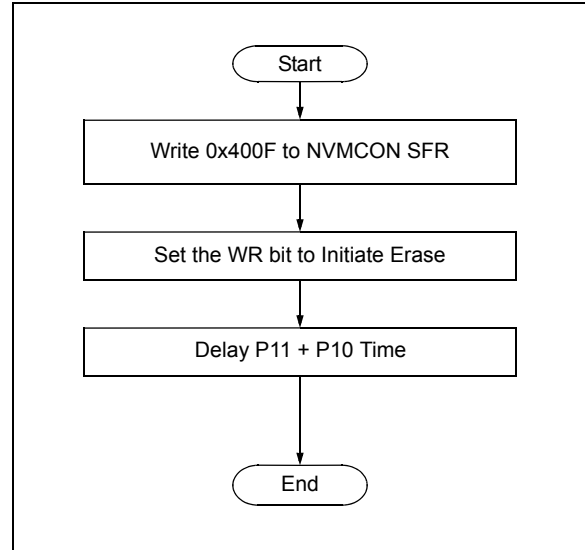 Start
Write 0x400F to NVMCON SFR
Set the WR bit to Initiate Erase
Delay P11 + P10 Time
End